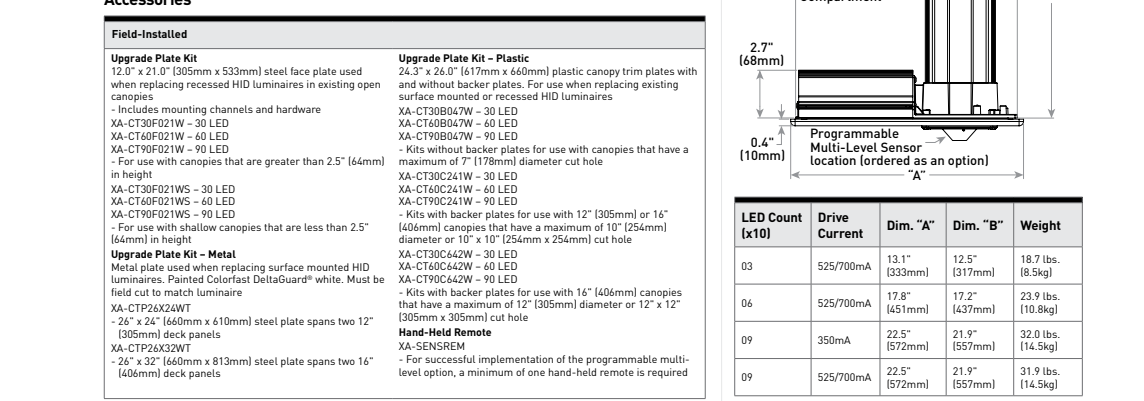 Accessories
Field-Installed
Upgrade Plate Kit
12.0" x 21.0" (305mm x 533mm) steel face plate used
when replacing recessed HID luminaires in existing open
canopies
- Includes mounting channels and hardware
XA-CT30F021W – 30 LED
XA-CT60F021W – 60 LED
XA-CT90F021W – 90 LED
- For use with canopies that are greater than 2.5" (64mm)
in height
XA-CT30F021WS – 30 LED
XA-CT60F021WS – 60 LED
XA-CT90F021WS – 90 LED
- For use with shallow canopies that are less than 2.5"
(64mm) in height
Upgrade Plate Kit – Metal
Metal plate used when replacing surface mounted HID
luminaires. Painted Colorfast DeltaGuard® white. Must be
field cut to match luminaire
XA-CTP26X24WT
- 26" x 24" (660mm x 610mm) steel plate spans two 12"
(305mm) deck panels
XA-CTP26X32WT
- 26" x 32" (660mm x 813mm) steel plate spans two 16"
(406mm) deck panels
Upgrade Plate Kit – Plastic
24.3" x 26.0" (617mm x 660mm) plastic canopy trim plates with
and without backer plates. For use when replacing existing
surface mounted or recessed HID luminaires
XA-CT30B047W – 30 LED
XA-CT60B047W – 60 LED
XA-CT90B047W – 90 LED
- Kits without backer plates for use with canopies that have a
maximum of 7" (178mm) diameter cut hole
XA-CT30C241W – 30 LED
XA-CT60C241W – 60 LED
XA-CT90C241W – 90 LED
- Kits with backer plates for use with 12" (305mm) or 16"
(406mm) canopies that have a maximum of 10" (254mm)
diameter or 10" x 10" (254mm x 254mm) cut hole
XA-CT30C642W – 30 LED
XA-CT60C642W – 60 LED
XA-CT90C642W – 90 LED
- Kits with backer plates for use with 16" (406mm) canopies
that have a maximum of 12" (305mm) diameter or 12" x 12"
(305mm x 305mm) cut hole
Hand-Held Remote
XA-SENSREM
- For successful implementation of the programmable multi-
level option, a minimum of one hand-held remote is required
Compartment
2.7"
(68mm)
0.4"
(10mm)
Programmable
Multi-Level Sensor
location (ordered as an option)
"A"
LED Count (x10) Drive Current Dim. "A" Dim. "B" Weight
03 525/700mA 13.1" (333mm) 12.5" (317mm) 18.7 lbs. (8.5kg)
06 525/700mA 17.8" (451mm) 17.2" (437mm) 23.9 lbs. (10.8kg)
09 350mA 22.5" (572mm) 21.9" (557mm) 32.0 lbs. (14.5kg)
09 525/700mA 22.5" (572mm) 21.9" (557mm) 31.9 lbs. (14.5kg)